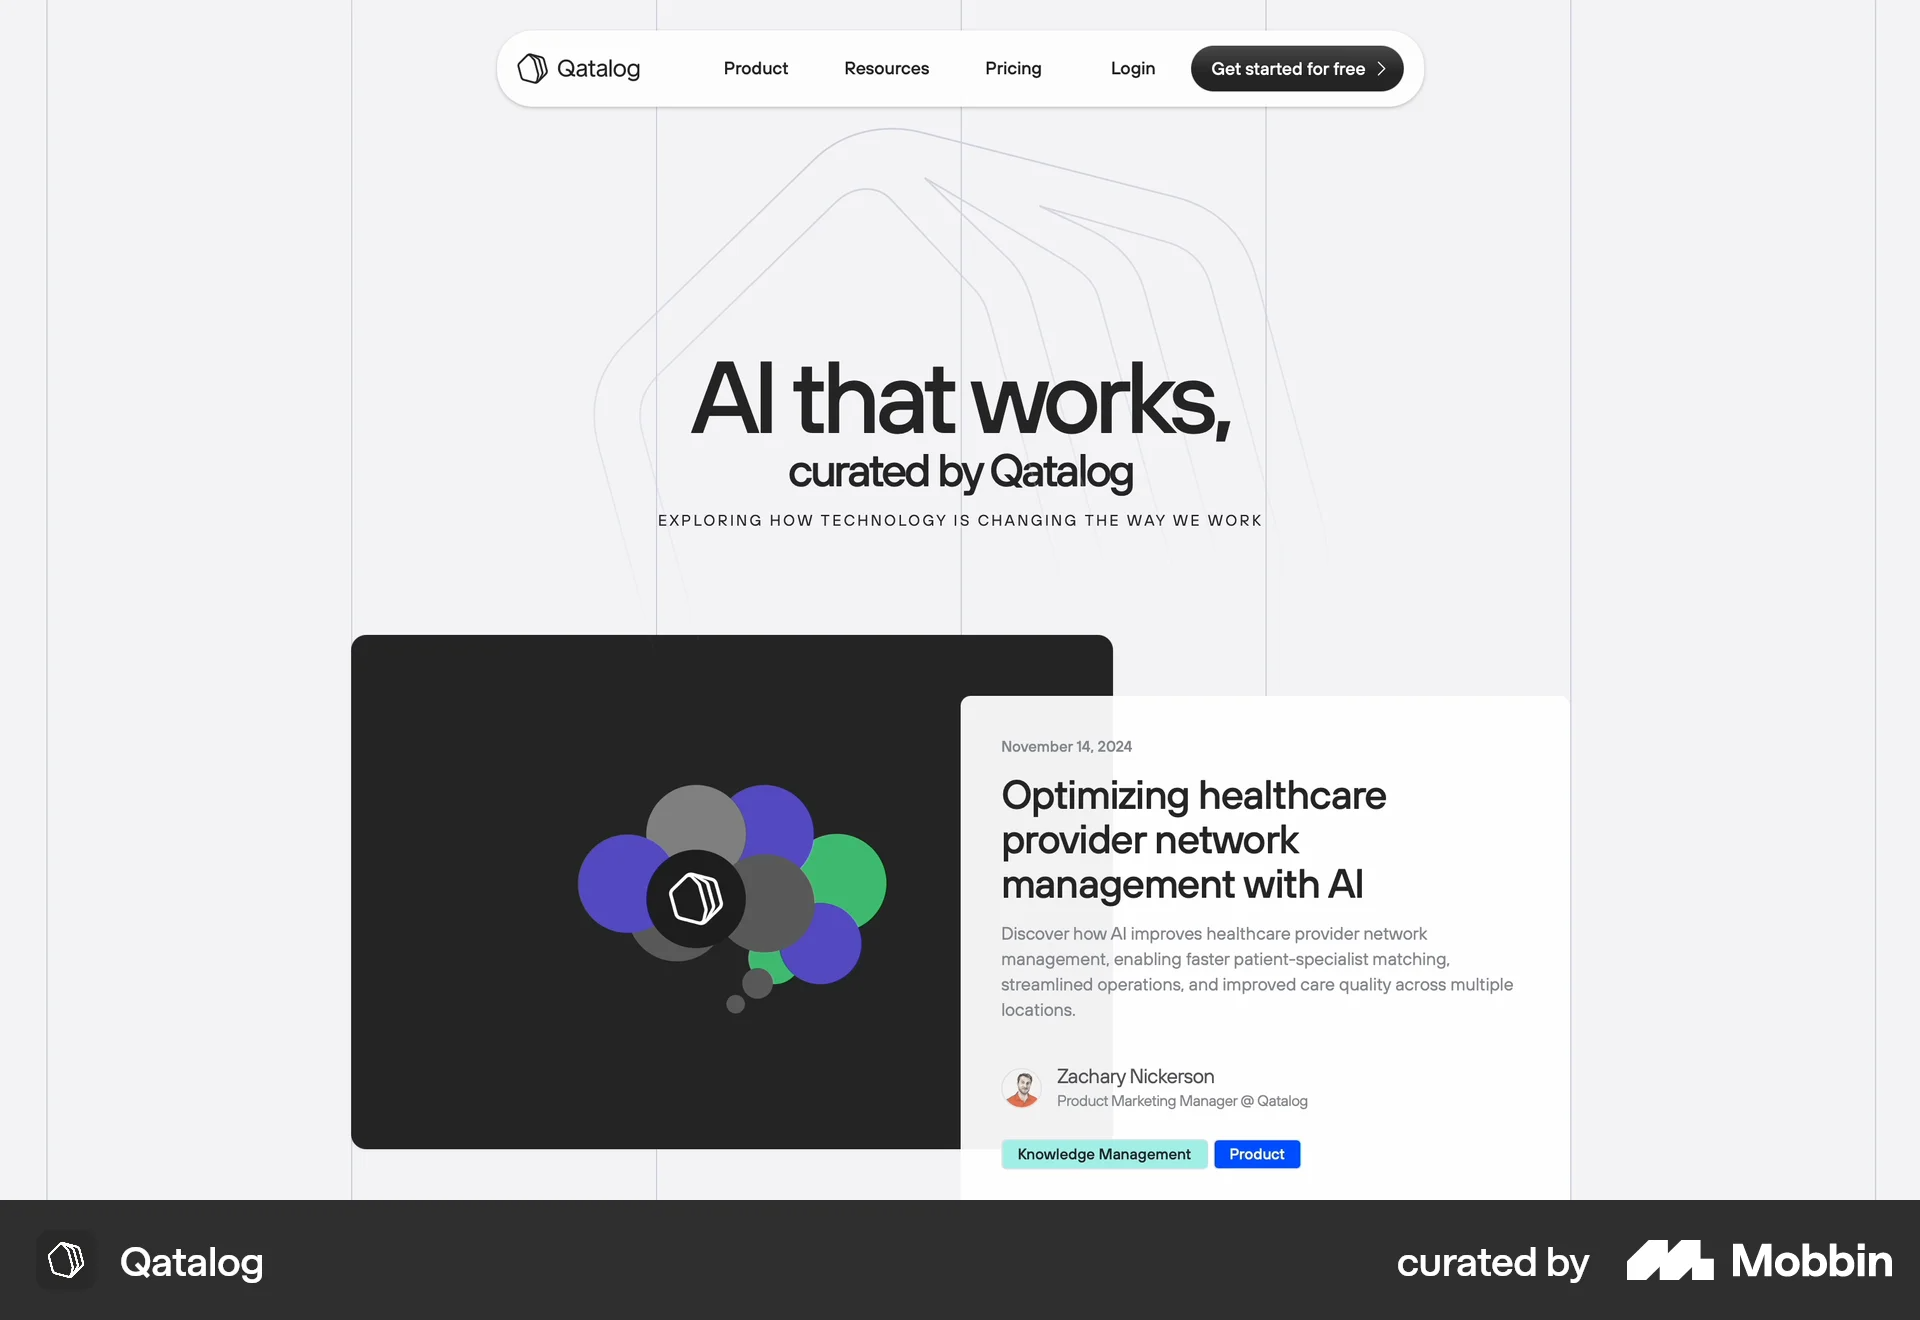 Qatalog
Product
Resources
Pricing
Login
Get started for free
AI that works,
curated by Qatalog
EXPLORING HOW TECHNOLOGY IS CHANGING THE WAY WE WORK
November 14, 2024
Optimizing healthcare
provider network
management with AI
Discover how AI improves healthcare provider network
management, enabling faster patient-specialist matching,
streamlined operations, and improved care quality across multiple
locations.
Zachary Nickerson
Product Marketing Manager @ Qatalog
Knowledge Management
Product
Qatalog
curated by Mobbin